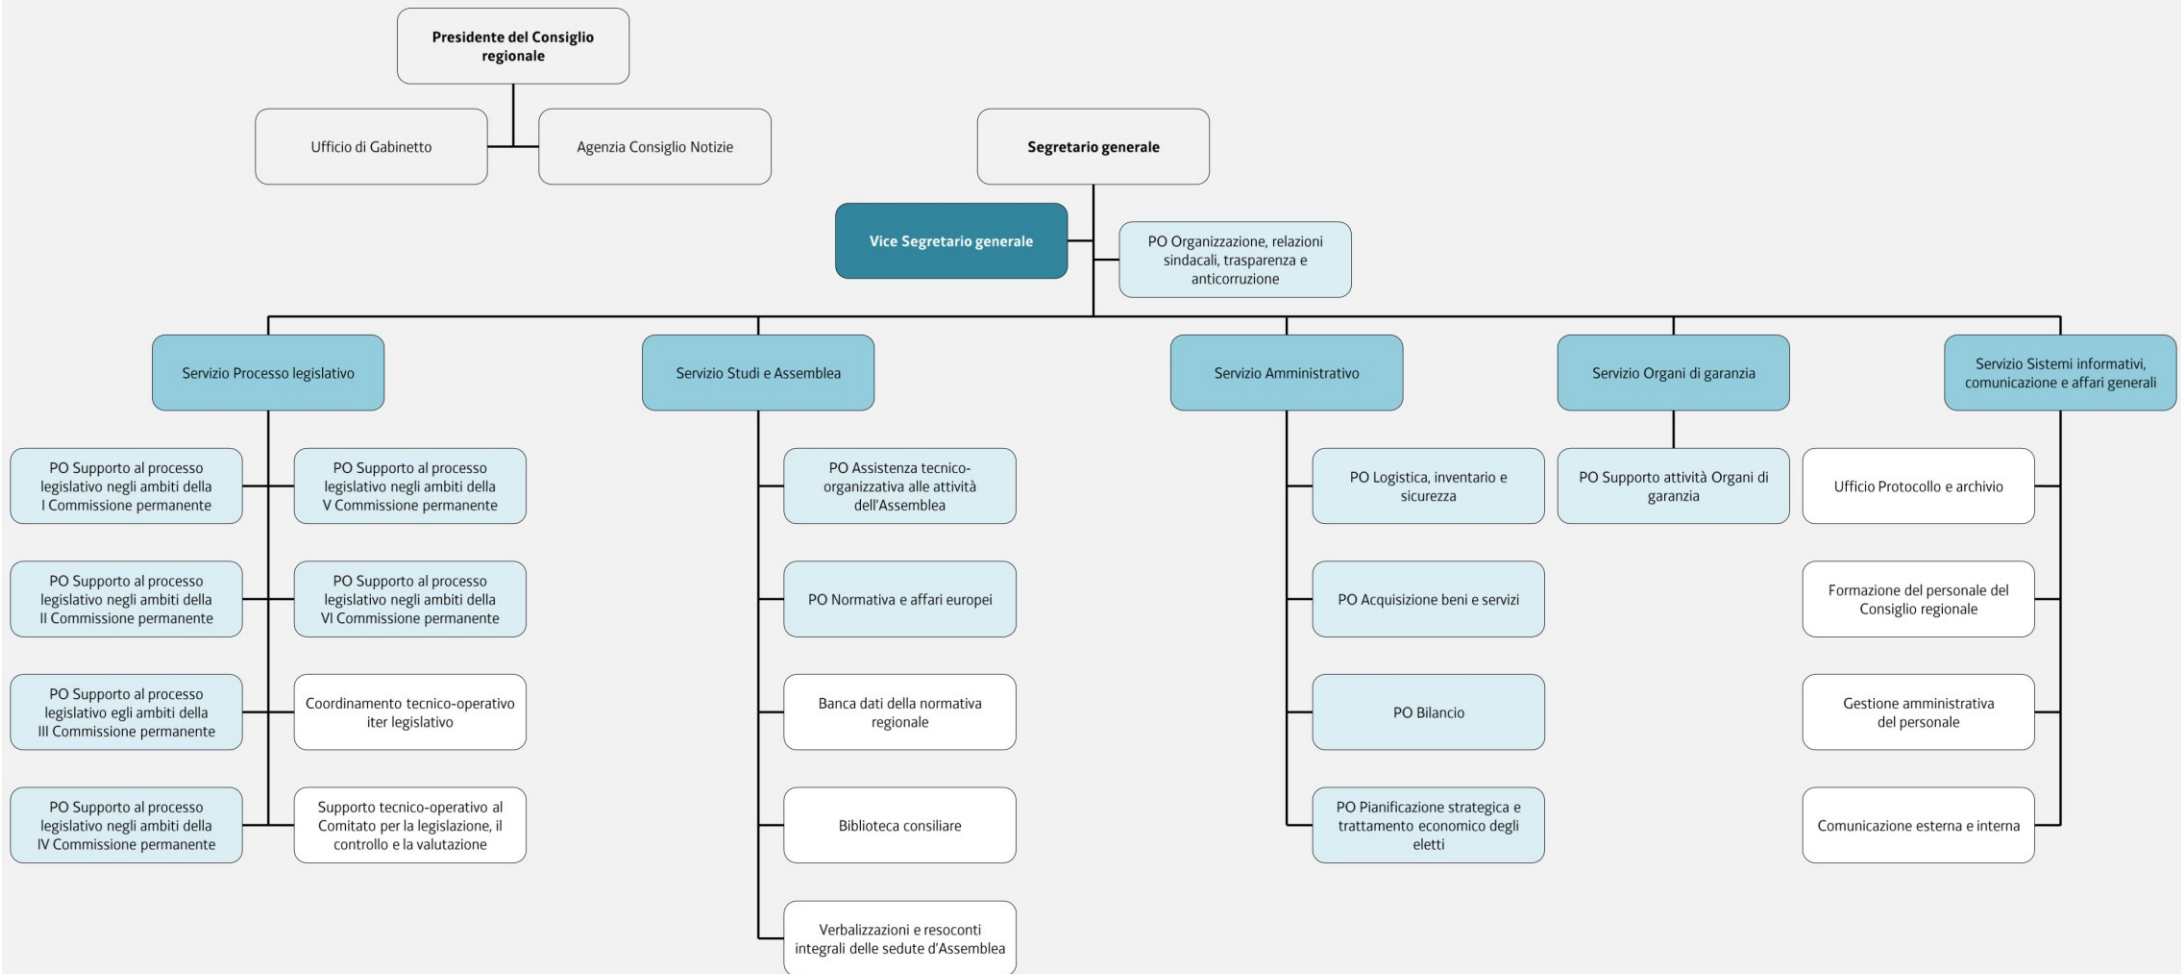 Presidente del Consiglio
regionale
Ufficio di Gabinetto
Agenzia Consiglio Notizie
Segretario generale
Vice Segretario generale
PO Organizzazione, relazioni
sindacali, trasparenza e
anticorruzione
Servizio Processo legislativo
Servizio Studi e Assemblea
Servizio Amministrativo
Servizio Organi di garanzia
Servizio Sistemi informativi,
comunicazione e affari generali
PO Supporto al processo
legislativo negli ambiti della
I Commissione permanente
PO Supporto al processo
legislativo negli ambiti della
V Commissione permanente
PO Supporto al processo
legislativo negli ambiti della
II Commissione permanente
PO Supporto al processo
legislativo negli ambiti della
VI Commissione permanente
PO Supporto al processo
legislativo egli ambiti della
III Commissione permanente
Coordinamento tecnico-operativo
iter legislativo
PO Supporto al processo
legislativo negli ambiti della
IV Commissione permanente
Supporto tecnico-operativo al
Comitato per la legislazione, il
controllo e la valutazione
PO Assistenza tecnico-
organizzativa alle attività
dell'Assemblea
PO Normativa e affari europei
Banca dati della normativa
regionale
Biblioteca consiliare
Verbalizzazioni e resoconti
integrali delle sedute d'Assemblea
PO Logistica, inventario e
sicurezza
PO Acquisizione beni e servizi
PO Bilancio
PO Pianificazione strategica e
trattamento economico degli
eletti
PO Supporto attività Organi di
garanzia
Ufficio Protocollo e archivio
Formazione del personale del
Consiglio regionale
Gestione amministrativa
del personale
Comunicazione esterna e interna